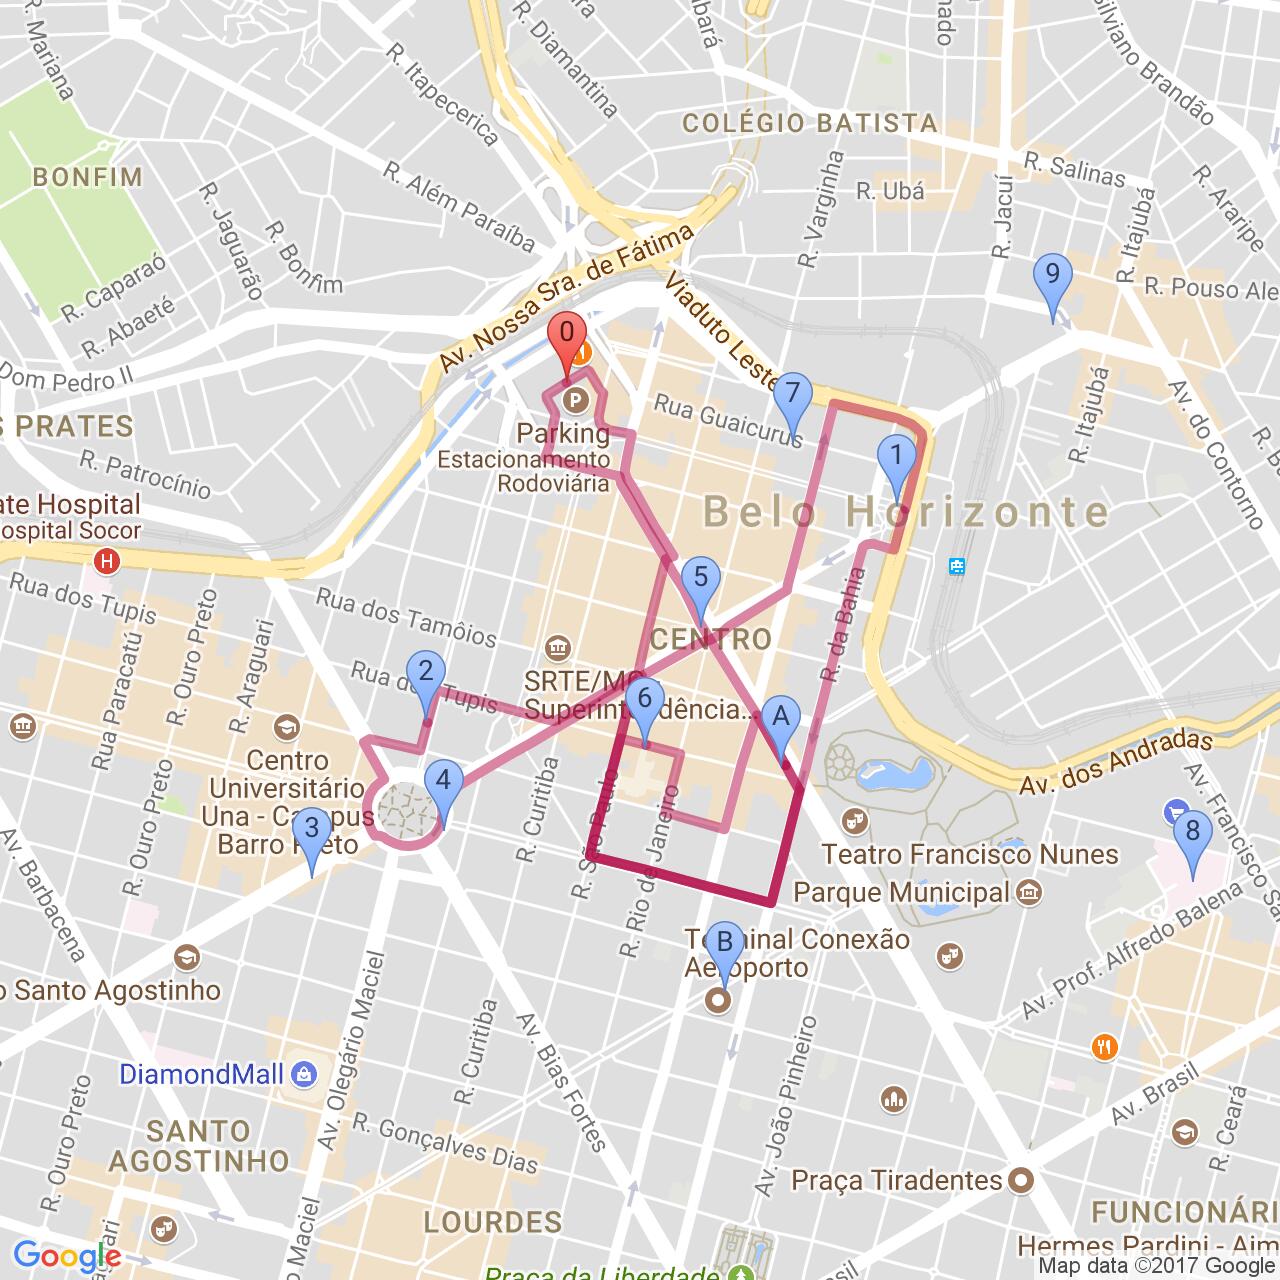 R. Mariana
R. Itapecerica
R. Diamantina
Silviano Brandão
COLÉGIO BATISTA
BONFIM
R. Além Paraíba
R. Varginha
R. Ubá
R. Salinas
R. Jacuí
R. Itajubá
R. Araripe
R. Jaguarão
R. Bonfim
R. Caparaó
R. Abaeté
Av. Nossa Sra. de Fátima
Viaduto Leste
9
R. Pouso Ale
0
Dom Pedro II
7
Rua Guaicurus
R. Itajubá
Av. do Contorno
S PRATES
P
Parking
Estacionamento
Rodoviária
R. Patrocínio
1
ate Hospital
ospital Socor
H
Belo Horizonte
Rua dos Tupis
R. Ouro Preto
R. Araguari
Rua Paracatú
Rua dos Tamôios
5
CENTRO
R. da Bahia
2
Rua dos Tupis
SRTE/MG
Superintendência...
6
A
Centro
Universitário
Una - Campus
Barro Preto
R. Ouro Preto
4
3
R. Curitiba
R. São Paulo
R. Rio de Janeiro
Av. dos Andradas
Av. Francisco Sa
8
Teatro Francisco Nunes
Parque Municipal
Av. Barbacena
o Santo Agostinho
B
Terminal Conexão
Aeroporto
Av. Prof. Alfredo Balena
Av. Olegário Maciel
R. Curitiba
Av. Bias Fortes
Av. João Pinheiro
DiamondMall
R. Ouro Preto
SANTO
AGOSTINHO
R. Gonçalves Dias
Av. Brasil
R. Ceará
Praça Tiradentes
LOURDES
FUNCIONÁRI
Hermes Pardini - Aim
Maciel
Praça da Liberdade
Google
Map data ©2017 Google